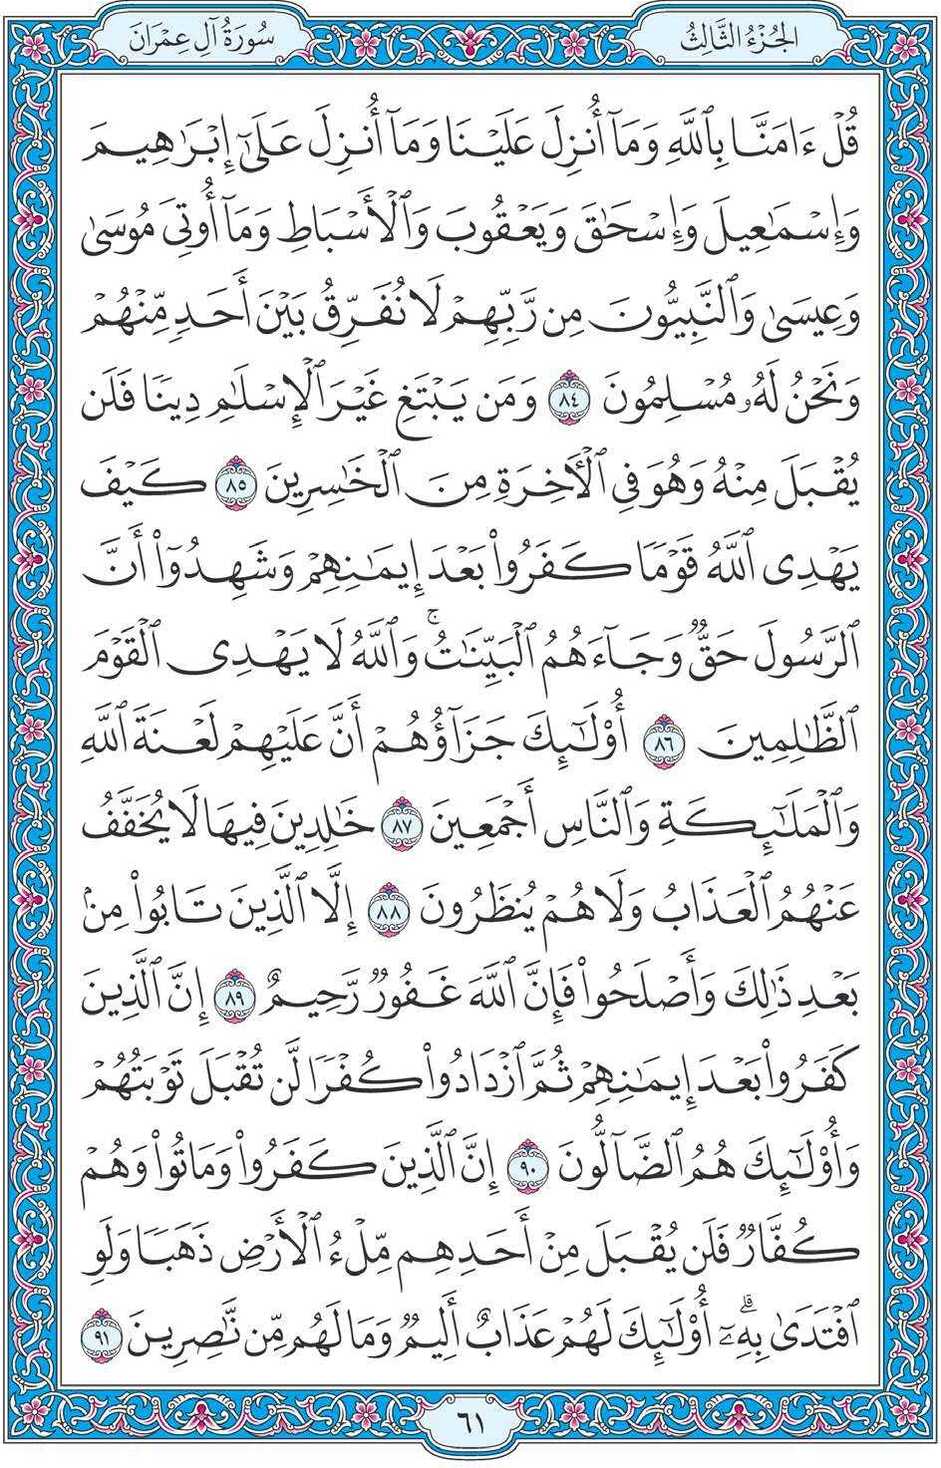 الجُزْءُ الثَّالِثُ
سُورَةُ آلِ عِمْرَانَ
قُلْ ءَامَنَّا بِٱللَّهِ وَمَآ أُنزِلَ عَلَيْنَا وَمَآ أُنزِلَ عَلَىٰٓ إِبْرَٰهِيمَ
وَإِسْمَٰعِيلَ وَإِسْحَٰقَ وَيَعْقُوبَ وَٱلْأَسْبَاطِ وَمَآ أُوتِىَ مُوسَىٰ
وَعِيسَىٰ وَٱلنَّبِيُّونَ مِن رَّبِّهِمْ لَا نُفَرِّقُ بَيْنَ أَحَدٍ مِّنْهُمْ
وَنَحْنُ لَهُۥ مُسْلِمُونَ ٨٤ وَمَن يَبْتَغِ غَيْرَ ٱلْإِسْلَٰمِ دِينًا فَلَن
يُقْبَلَ مِنْهُ وَهُوَ فِى ٱلْأَخِرَةِ مِنَ ٱلْخَٰسِرِينَ ٨٥ كَيْفَ
يَهْدِى ٱللَّهُ قَوْمًا كَفَرُوا۟ بَعْدَ إِيمَٰنِهِمْ وَشَهِدُوٓا۟ أَنَّ
ٱلرَّسُولَ حَقٌّ وَجَآءَهُمُ ٱلْبَيِّنَٰتُ ۚ وَٱللَّهُ لَا يَهْدِى ٱلْقَوْمَ
ٱلظَّٰلِمِينَ ٨٦ أُو۟لَٰٓئِكَ جَزَآؤُهُمْ أَنَّ عَلَيْهِمْ لَعْنَةَ ٱللَّهِ
وَٱلْمَلَٰٓئِكَةِ وَٱلنَّاسِ أَجْمَعِينَ ٨٧ خَٰلِدِينَ فِيهَا لَا يُخَفَّفُ
عَنْهُمُ ٱلْعَذَابُ وَلَا هُمْ يُنظَرُونَ ٨٨ إِلَّا ٱلَّذِينَ تَابُوا۟ مِنۢ
بَعْدِ ذَٰلِكَ وَأَصْلَحُوا۟ فَإِنَّ ٱللَّهَ غَفُورٌ رَّحِيمٌ ٨٩ إِنَّ ٱلَّذِينَ
كَفَرُوا۟ بَعْدَ إِيمَٰنِهِمْ ثُمَّ ٱزْدَادُوا۟ كُفْرًا لَّن تُقْبَلَ تَوْبَتُهُمْ
وَأُو۟لَٰٓئِكَ هُمُ ٱلضَّآلُّونَ ٩٠ إِنَّ ٱلَّذِينَ كَفَرُوا۟ وَمَاتُوا۟ وَهُمْ
كُفَّارٌ فَلَن يُقْبَلَ مِنْ أَحَدِهِم مِّلْءُ ٱلْأَرْضِ ذَهَبًا وَلَوِ
ٱفْتَدَىٰ بِهِۦٓ ۗ أُو۟لَٰٓئِكَ لَهُمْ عَذَابٌ أَلِيمٌ وَمَا لَهُم مِّن نَّٰصِرِينَ ٩١
٦١